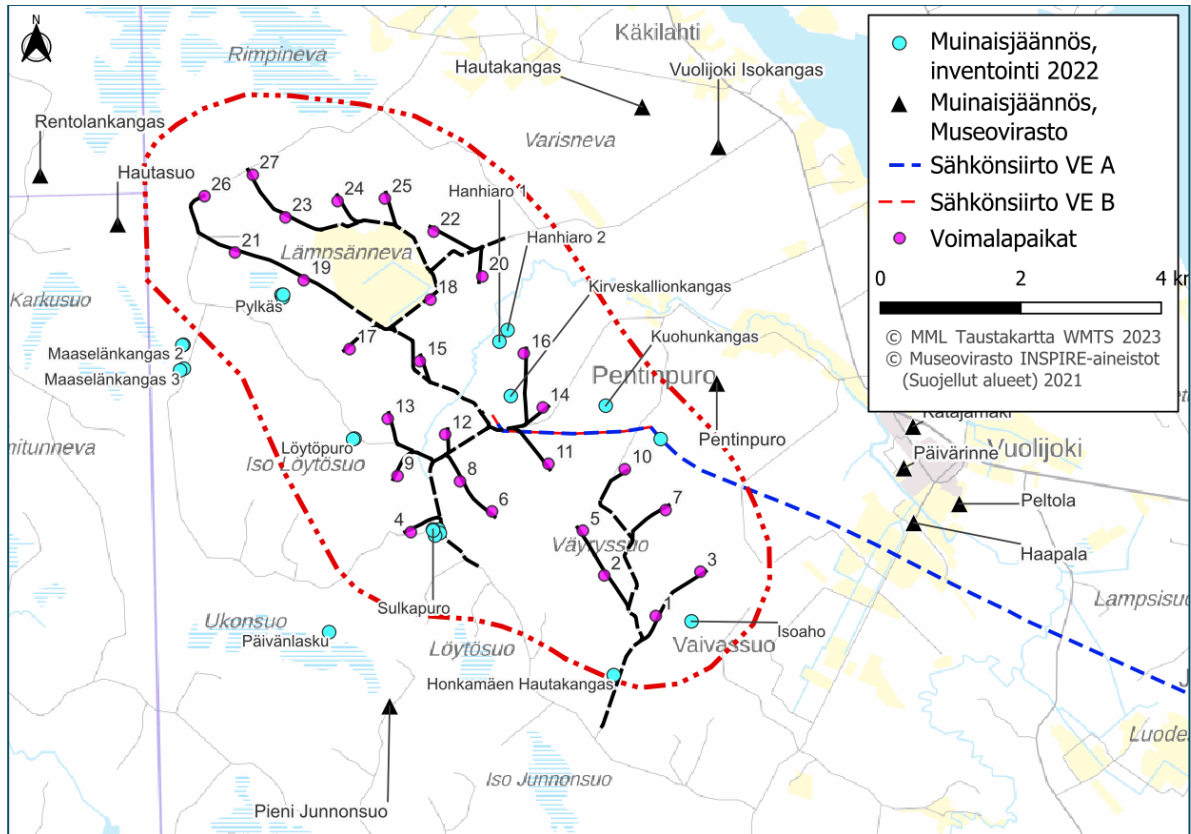 N
Rimpineva
Käkilahti
Hautakangas
Vuolijoki Isokangas
Rentolankangas
Varisneva
Hautasuo
27
26
24
25
23
22
Hanhiaro 1
Hanhiaro 2
21
Lämpsänneva
19
20
Kirveskallionkangas
Karkusuo
Pylkäs
18
17
16
Kuohunkangas
Maaselänkangas 2
Maaselänkangas 3
15
Pentinpuro
14
13
12
Pentinpuro
mitunneva
Löytöpuro
Iso Löytösuo
11
10
9
8
7
6
5
4
Väyryssuo
3
2
1
Sulkapuro
Ukonsuo
Päivänlasku
Löytösuo
Vaivassuo
Isoaho
Honkamäen Hautakangas
Pieni Junnonsuo
Iso Junnonsuo
Muinaisjäännös,
inventointi 2022
Muinaisjäännös,
Museovirasto
Sähkönsiirto VE A
Sähkönsiirto VE B
Voimalapaikat
0 2 4 km
© MML Taustakartta WMTS 2023
© Museovirasto INSPIRE-aineistot
(Suojellut alueet) 2021
Katajamäki
Päivärinne
Vuolijoki
Peltola
Haapala
Lampsisuo
Luode